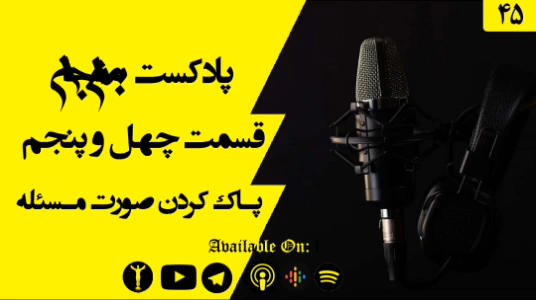 ۴۵
پادکست
قسمت چهل و پنجم
پاک کردن صورت مسئله
Available On: